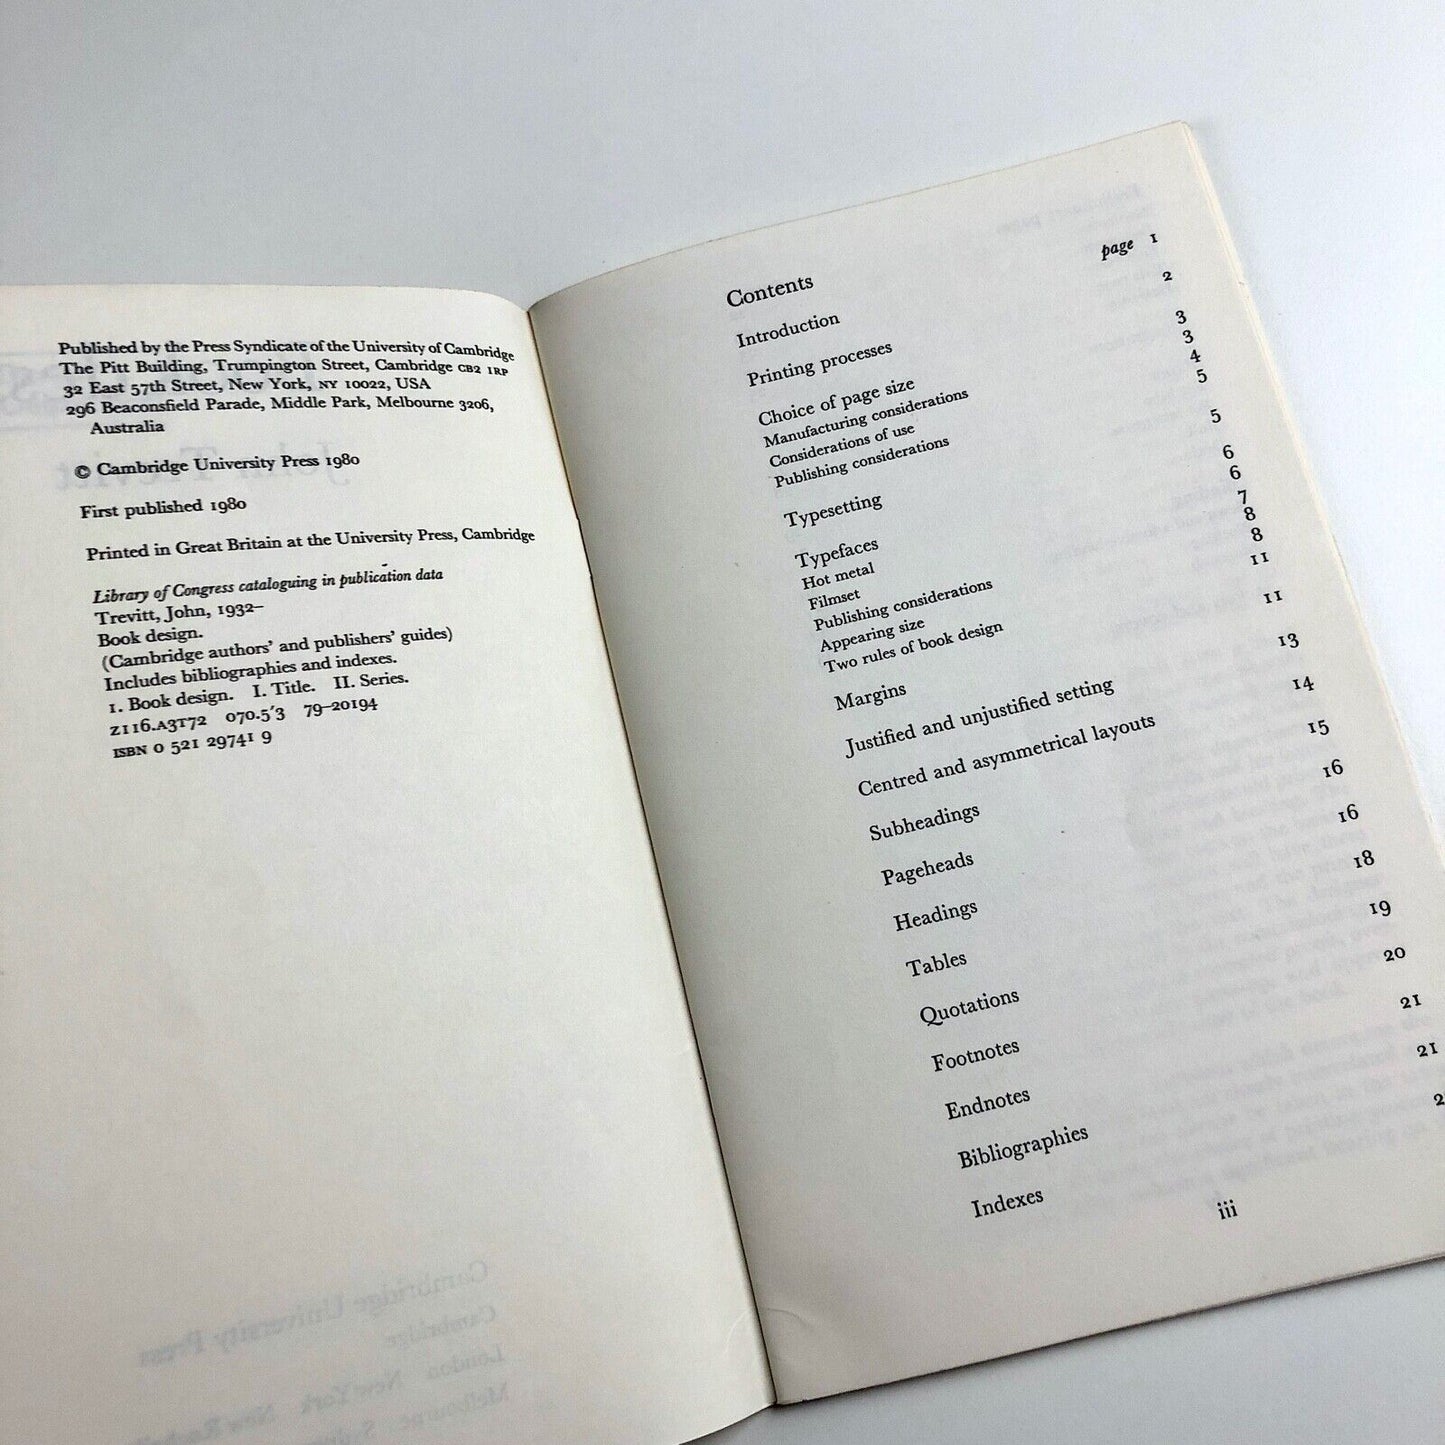 Published by the Press Syndicate of the University of Cambridge
The Pitt Building, Trumpington Street, Cambridge CB2 1RP
32 East 57th Street, New York, NY 10022, USA
296 Beaconsfield Parade, Middle Park, Melbourne 3206,
Australia
© Cambridge University Press 1980
First published 1980
Printed in Great Britain at the University Press, Cambridge
Library of Congress cataloguing in publication data
Trevitt, John, 1932–
Book design.
(Cambridge authors' and publishers' guides)
Includes bibliographies and indexes.
1. Book design. I. Title. II. Series.
Z116.A3T72 070.5'3 79–20194
ISBN 0 521 29741 9
Contents
Introduction page 1
Printing processes 2
Choice of page size 3
Manufacturing considerations 3
Considerations of use 4
Publishing considerations 5
Typesetting 5
Typefaces 6
Hot metal 6
Filmset 7
Publishing considerations 8
Appearing size 8
Two rules of book design 11
Margins 11
Justified and unjustified setting 13
Centred and asymmetrical layouts 14
Subheadings 15
Pageheads 16
Headings 16
Tables 18
Quotations 19
Footnotes 20
Endnotes 21
Bibliographies 21
Indexes
iii